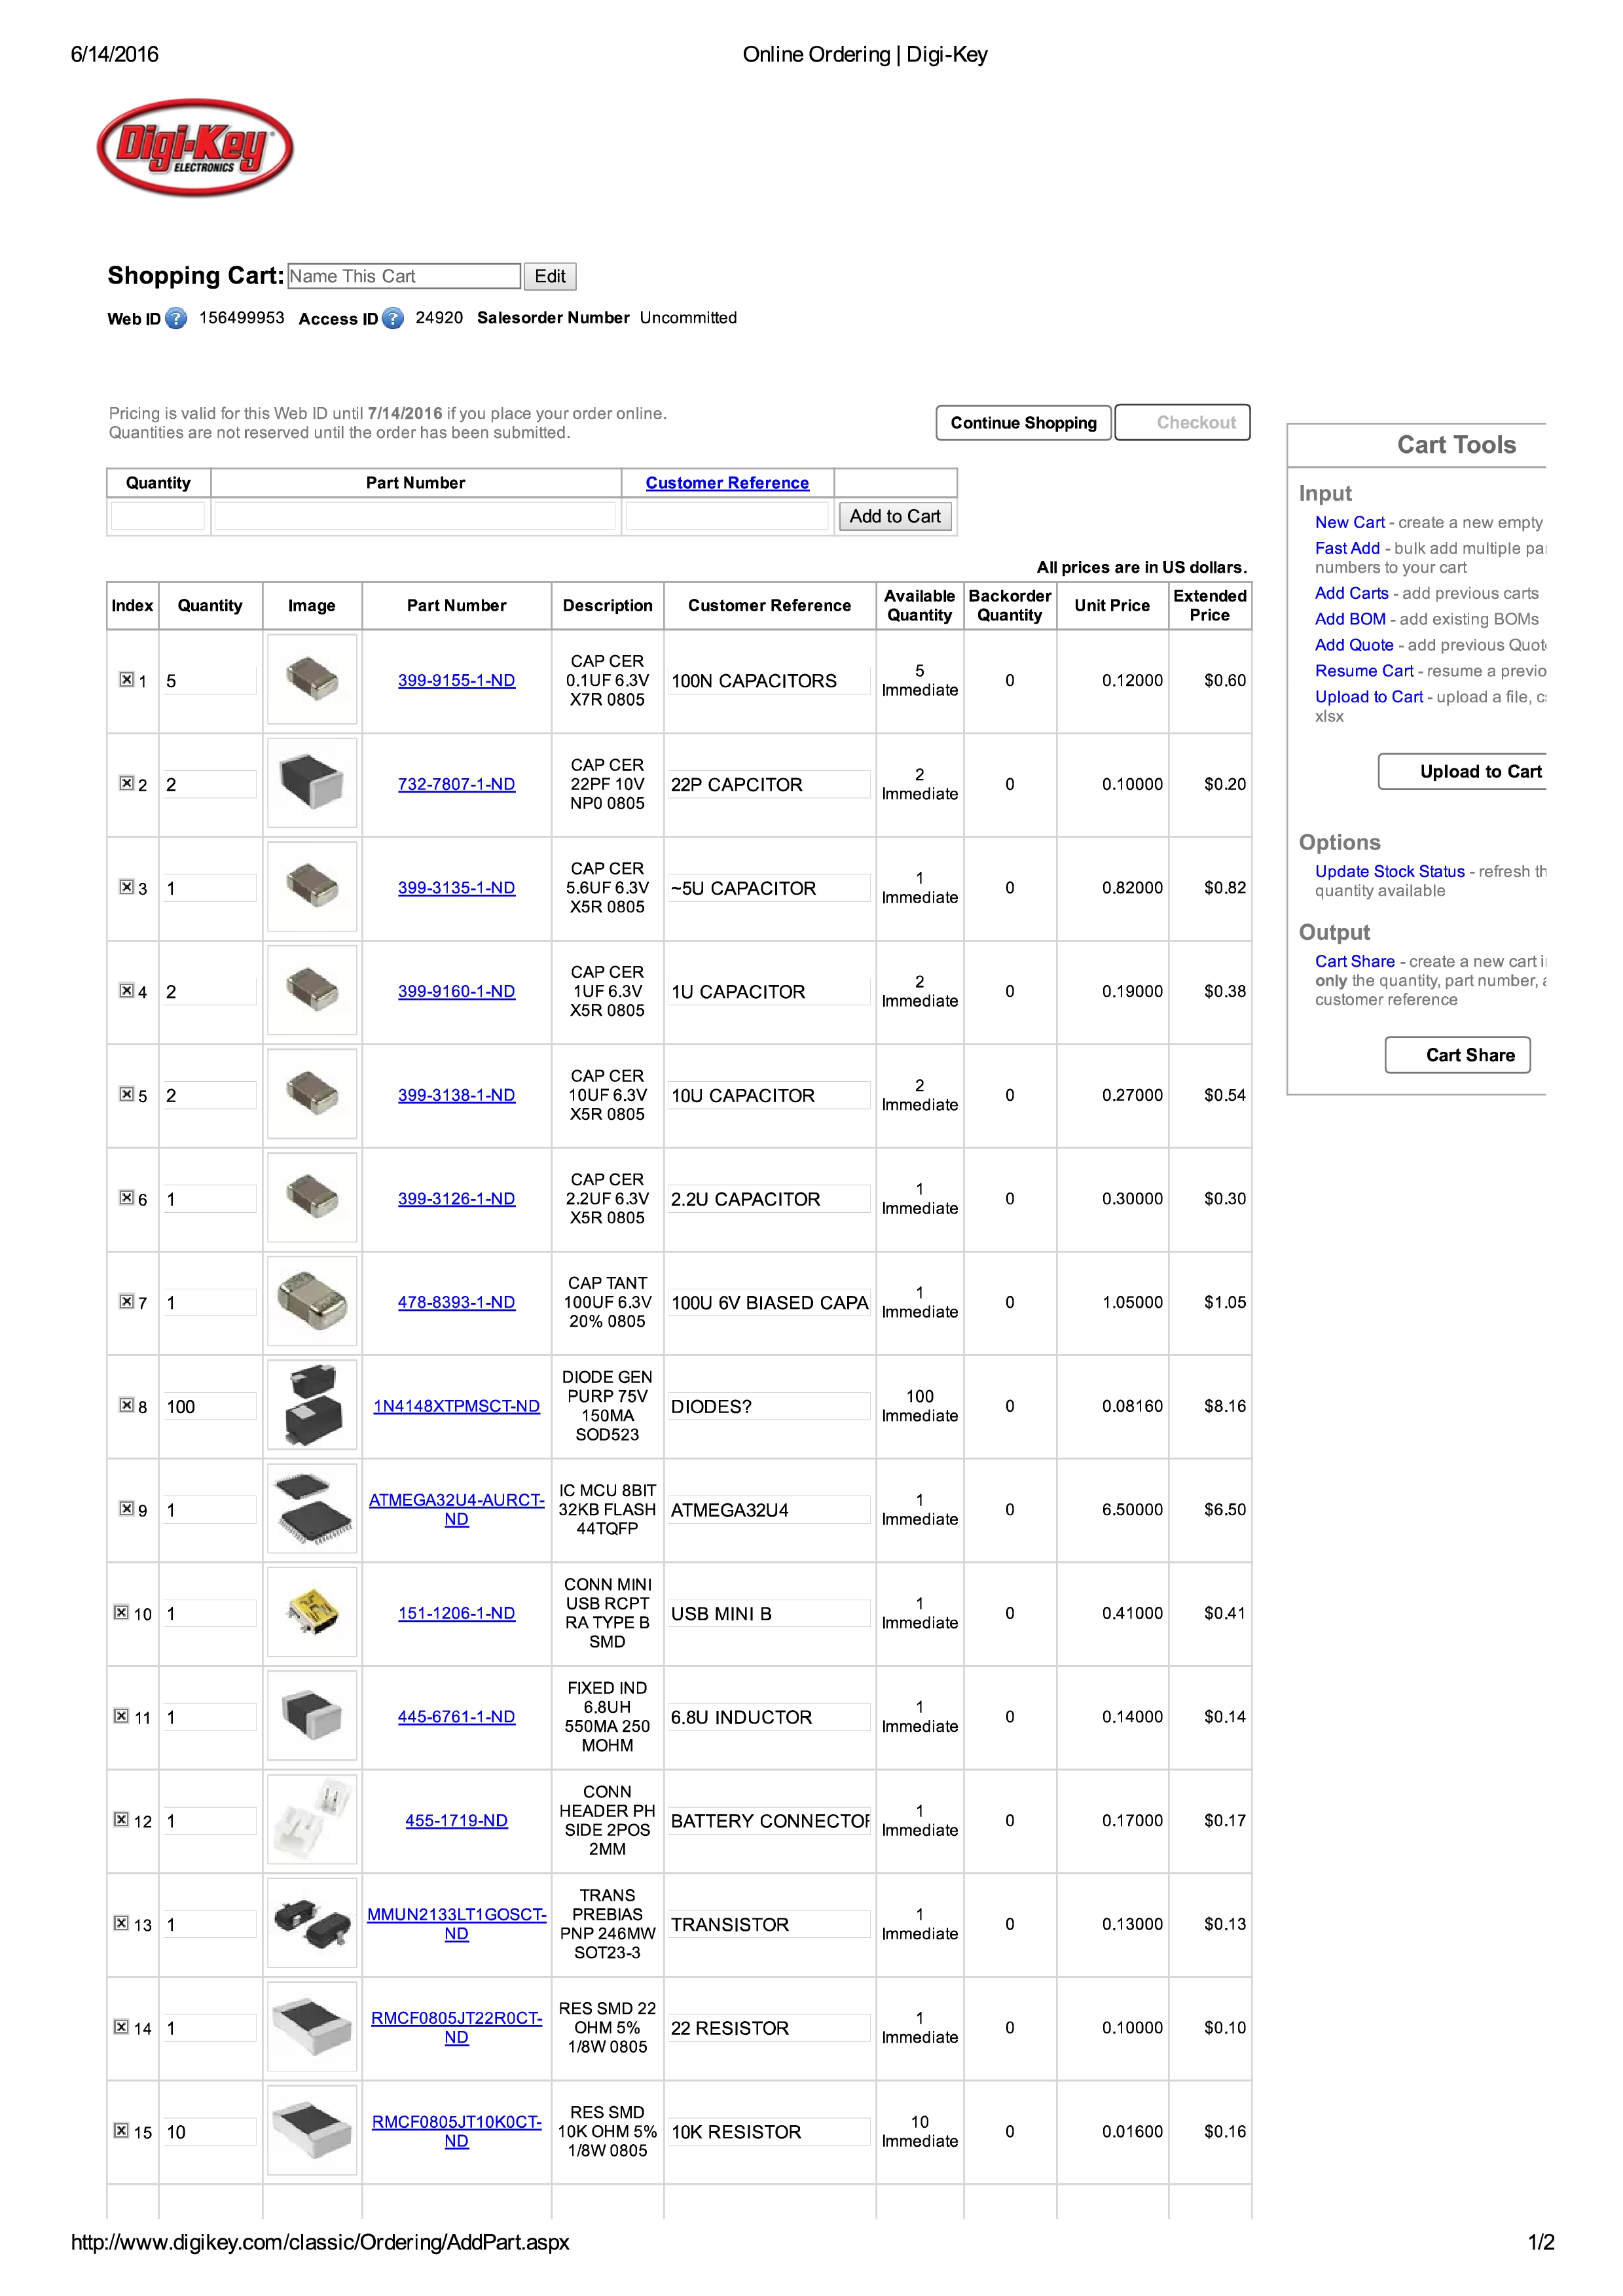 6/14/2016 Online Ordering | Digi-Key
Digi-Key
ELECTRONICS
Shopping Cart: Name This Cart Edit
Web ID ? 156499953 Access ID ? 24920 Salesorder Number Uncommitted
Pricing is valid for this Web ID until 7/14/2016 if you place your order online.
Quantities are not reserved until the order has been submitted.
Continue Shopping Checkout
Quantity Part Number Customer Reference
Add to Cart
All prices are in US dollars.
Index Quantity Image Part Number Description Customer Reference Available Quantity Backorder Quantity Unit Price Extended Price
1 5 399-9155-1-ND CAP CER 0.1UF 6.3V X7R 0805 100N CAPACITORS 5 Immediate 0 0.12000 $0.60
2 2 732-7807-1-ND CAP CER 22PF 10V NP0 0805 22P CAPCITOR 2 Immediate 0 0.10000 $0.20
3 1 399-3135-1-ND CAP CER 5.6UF 6.3V X5R 0805 ~5U CAPACITOR 1 Immediate 0 0.82000 $0.82
4 2 399-9160-1-ND CAP CER 1UF 6.3V X5R 0805 1U CAPACITOR 2 Immediate 0 0.19000 $0.38
5 2 399-3138-1-ND CAP CER 10UF 6.3V X5R 0805 10U CAPACITOR 2 Immediate 0 0.27000 $0.54
6 1 399-3126-1-ND CAP CER 2.2UF 6.3V X5R 0805 2.2U CAPACITOR 1 Immediate 0 0.30000 $0.30
7 1 478-8393-1-ND CAP TANT 100UF 6.3V 20% 0805 100U 6V BIASED CAPA 1 Immediate 0 1.05000 $1.05
8 100 1N4148XTPMSCT-ND DIODE GEN PURP 75V 150MA SOD523 DIODES? 100 Immediate 0 0.08160 $8.16
9 1 ATMEGA32U4-AURCT-ND IC MCU 8BIT 32KB FLASH 44TQFP ATMEGA32U4 1 Immediate 0 6.50000 $6.50
10 1 151-1206-1-ND CONN MINI USB RCPT RA TYPE B SMD USB MINI B 1 Immediate 0 0.41000 $0.41
11 1 445-6761-1-ND FIXED IND 6.8UH 550MA 250 MOHM 6.8U INDUCTOR 1 Immediate 0 0.14000 $0.14
12 1 455-1719-ND CONN HEADER PH SIDE 2POS 2MM BATTERY CONNECTOR 1 Immediate 0 0.17000 $0.17
13 1 MMUN2133LT1GOSCT-ND TRANS PREBIAS PNP 246MW SOT23-3 TRANSISTOR 1 Immediate 0 0.13000 $0.13
14 1 RMCF0805JT22R0CT-ND RES SMD 22 OHM 5% 1/8W 0805 22 RESISTOR 1 Immediate 0 0.10000 $0.10
15 10 RMCF0805JT10K0CT-ND RES SMD 10K OHM 5% 1/8W 0805 10K RESISTOR 10 Immediate 0 0.01600 $0.16
Cart Tools
Input
New Cart - create a new empty
Fast Add - bulk add multiple
numbers to your cart
Add Carts - add previous carts
Add BOM - add existing BOMs
Add Quote - add previous
Resume Cart - resume a
Upload to Cart - upload a file,
xlsx
Upload to Cart
Options
Update Stock Status - refresh
quantity available
Output
Cart Share - create a new cart
only the quantity, part number,
customer reference
Cart Share
http://www.digikey.com/classic/Ordering/AddPart.aspx 1/2